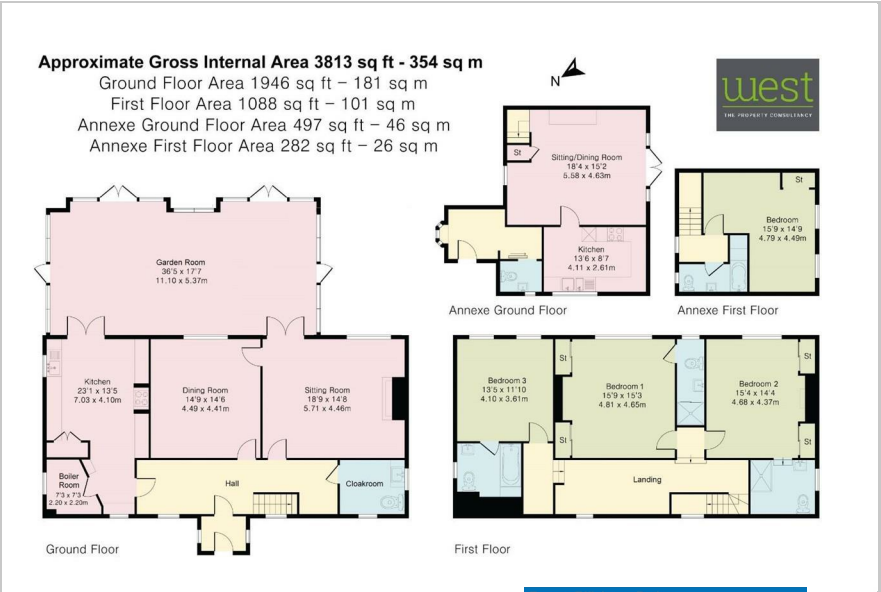 Approximate Gross Internal Area 3813 sq ft - 354 sq m
Ground Floor Area 1946 sq ft – 181 sq m
First Floor Area 1088 sq ft – 101 sq m
Annexe Ground Floor Area 497 sq ft – 46 sq m
Annexe First Floor Area 282 sq ft – 26 sq m
N
west
THE PROPERTY CONSULTANCY
St
Sitting/Dining Room
18'4 x 15'2
5.58 x 4.63m
Kitchen
13'6 x 8'7
4.11 x 2.61m
Annexe Ground Floor
St
Bedroom
15'9 x 14'9
4.79 x 4.49m
Annexe First Floor
Garden Room
36'5 x 17'7
11.10 x 5.37m
Kitchen
23'1 x 13'5
7.03 x 4.10m
Dining Room
14'9 x 14'6
4.49 x 4.41m
Sitting Room
18'9 x 14'8
5.71 x 4.46m
Boiler
Room
7'3 x 7'3
2.20 x 2.20m
Hall
Cloakroom
Ground Floor
Bedroom 3
13'5 x 11'10
4.10 x 3.61m
St
St
Bedroom 1
15'9 x 15'3
4.81 x 4.65m
Bedroom 2
15'4 x 14'4
4.68 x 4.37m
St
St
Landing
First Floor